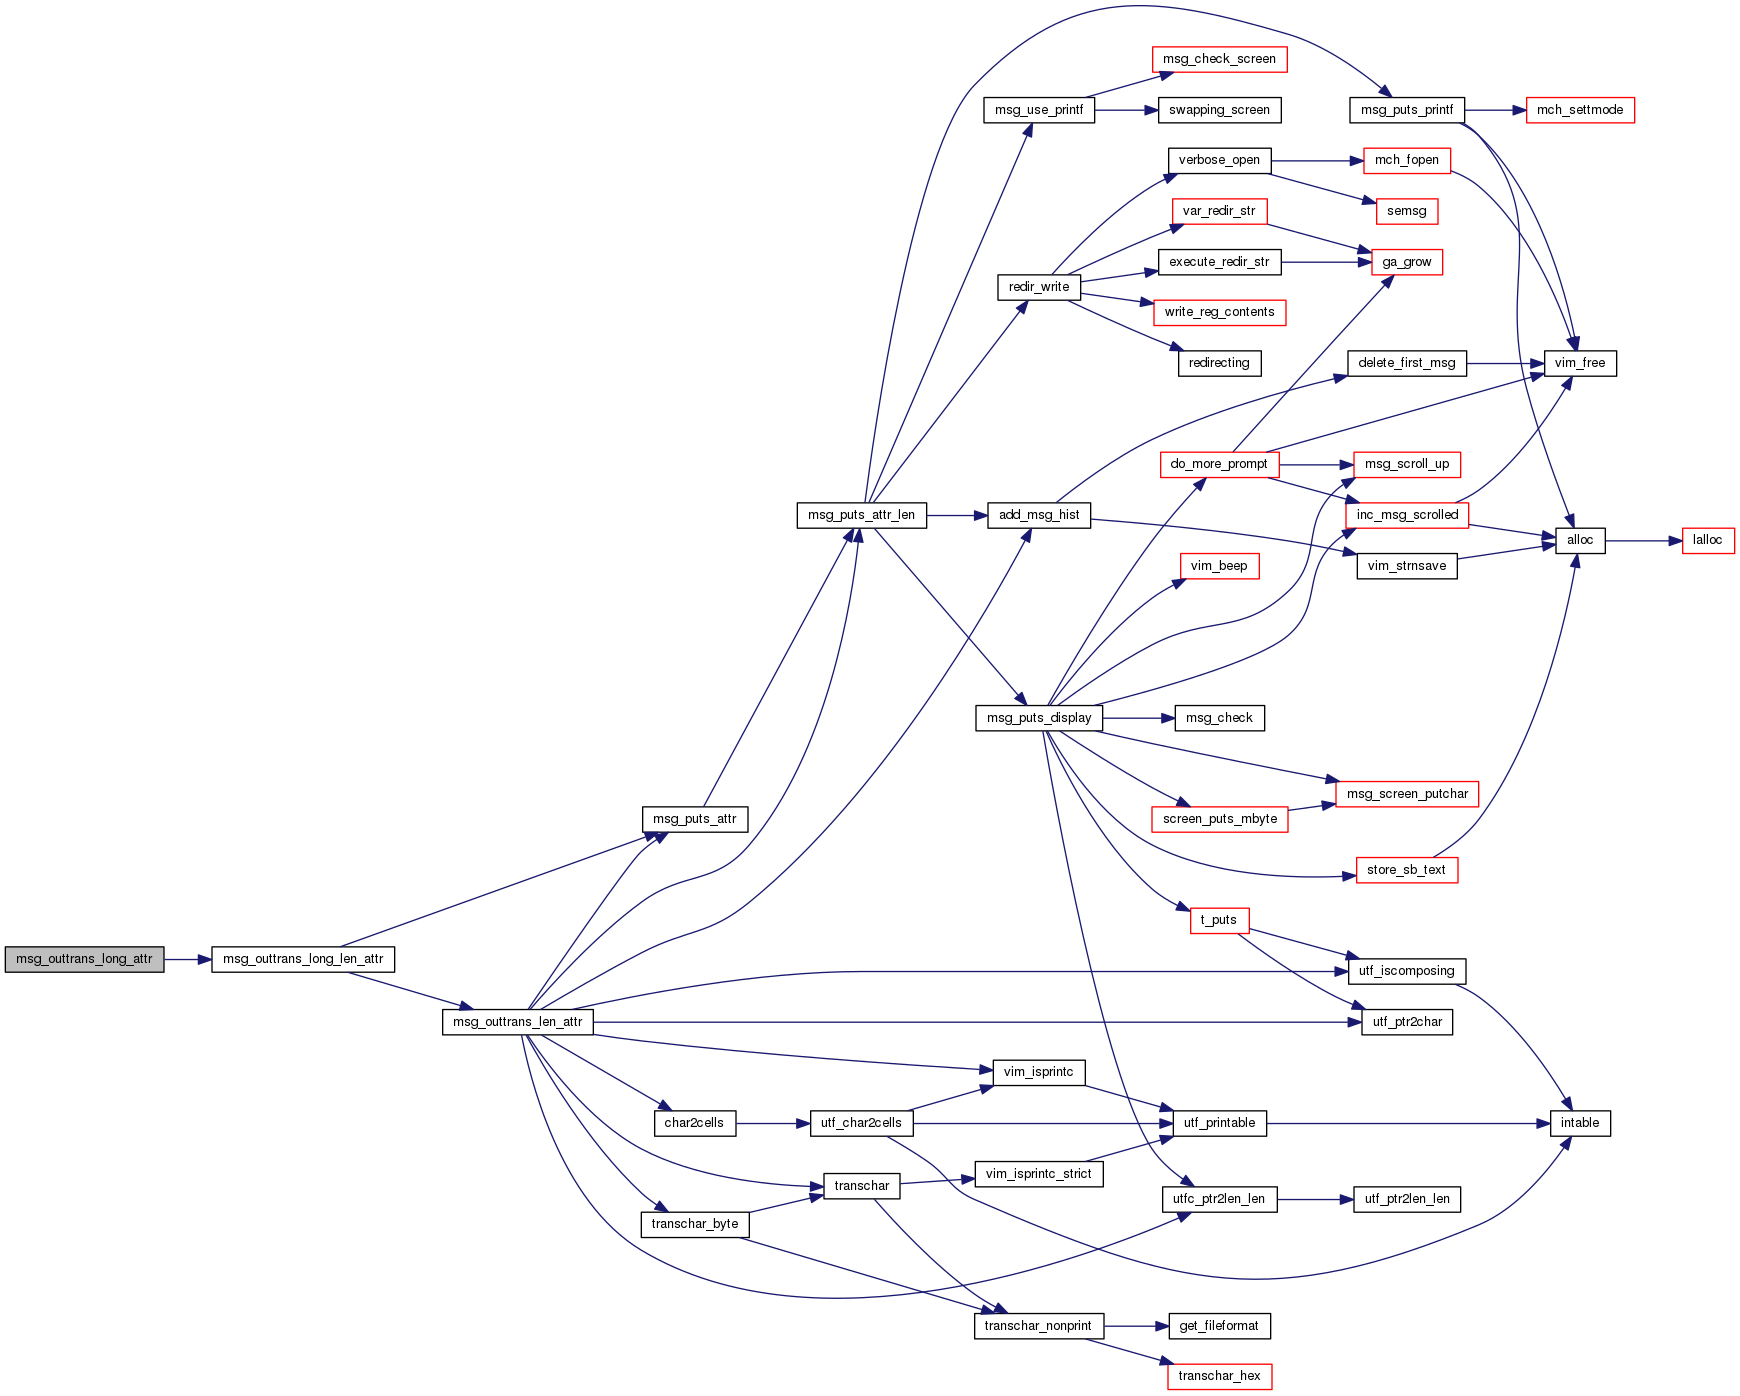 msg_check_screen
msg_use_printf
swapping_screen
msg_puts_printf
mch_settmode
verbose_open
mch_fopen
var_redir_str
semsg
execute_redir_str
ga_grow
redir_write
write_reg_contents
redirecting
delete_first_msg
vim_free
do_more_prompt
msg_scroll_up
msg_puts_attr_len
add_msg_hist
inc_msg_scrolled
alloc
lalloc
vim_beep
vim_strnsave
msg_puts_display
msg_check
msg_screen_putchar
msg_puts_attr
screen_puts_mbyte
store_sb_text
t_puts
msg_outtrans_long_attr
msg_outtrans_long_len_attr
utf_iscomposing
msg_outtrans_len_attr
utf_ptr2char
vim_isprintc
char2cells
utf_char2cells
utf_printable
intable
vim_isprintc_strict
transchar
utfc_ptr2len_len
utf_ptr2len_len
transchar_byte
transchar_nonprint
get_fileformat
transchar_hex